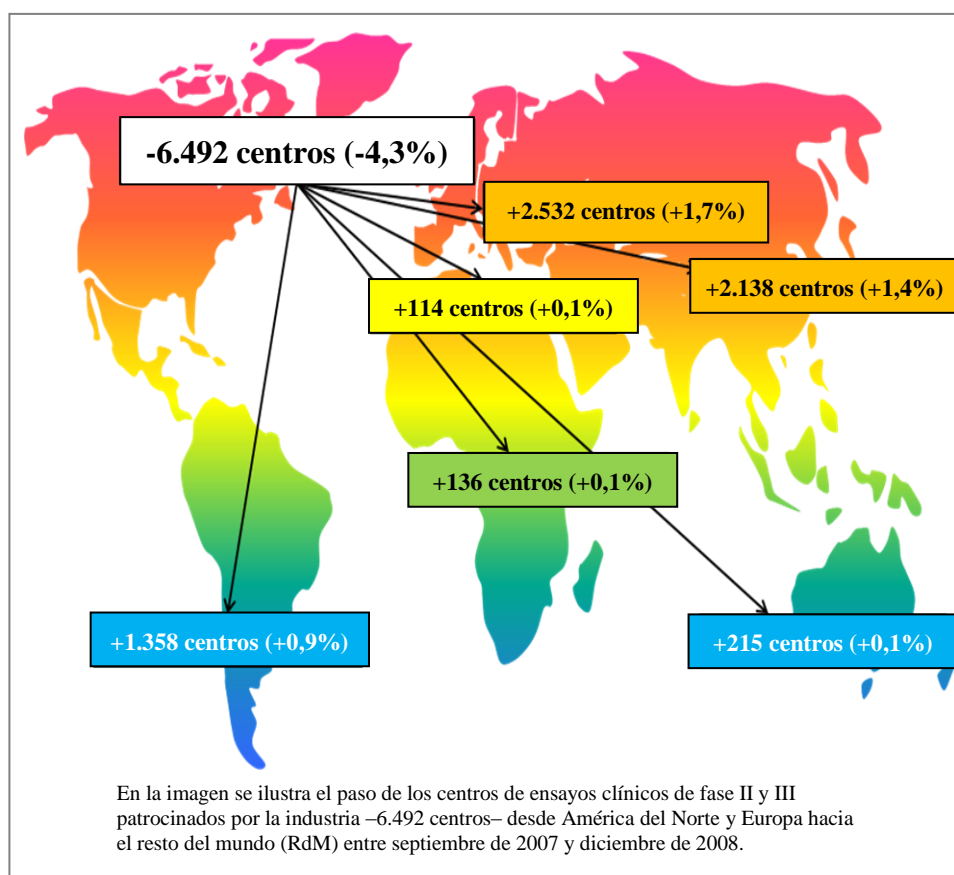 -6.492 centros (-4,3%)
+2.532 centros (+1,7%)
+2.138 centros (+1,4%)
+114 centros (+0,1%)
+136 centros (+0,1%)
+1.358 centros (+0,9%)
+215 centros (+0,1%)
En la imagen se ilustra el paso de los centros de ensayos clínicos de fase II y III
patrocinados por la industria –6.492 centros– desde América del Norte y Europa hacia
el resto del mundo (RdM) entre septiembre de 2007 y diciembre de 2008.